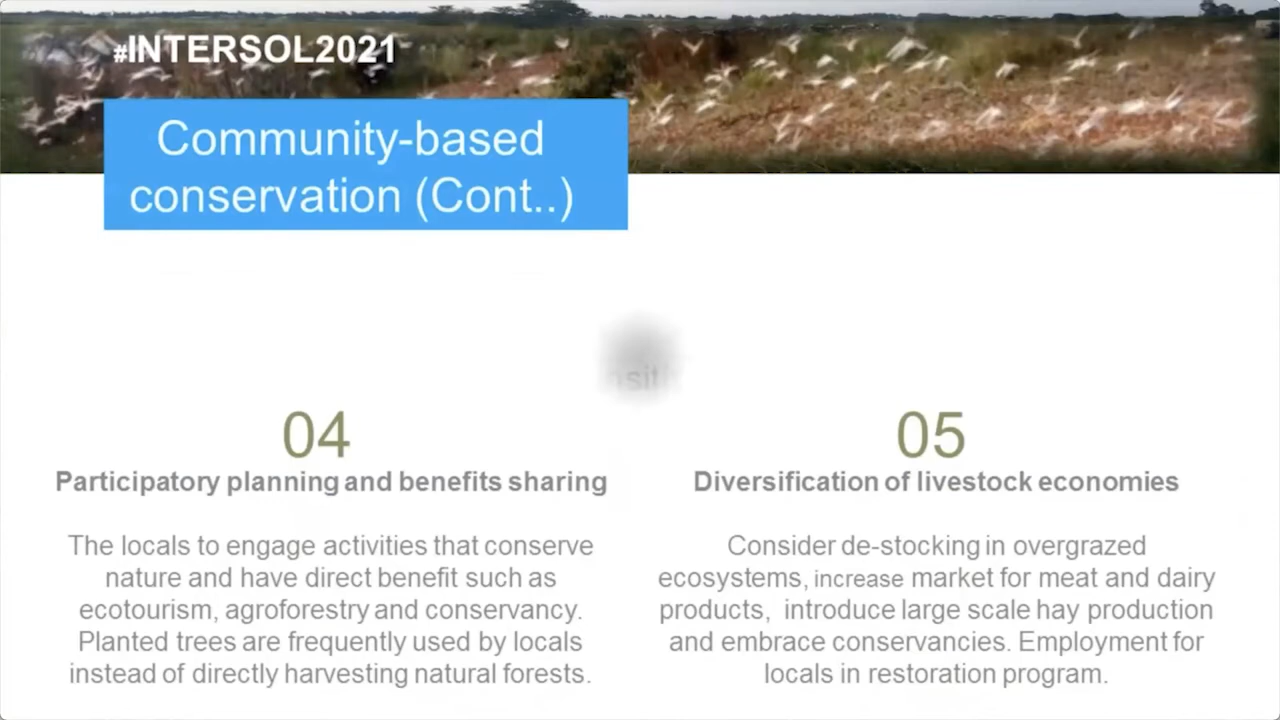 #INTERSOL2021
Community-based
conservation (Cont..)
04
Participatory planning and benefits sharing
The locals to engage activities that conserve
nature and have direct benefit such as
ecotourism, agroforestry and conservancy.
Planted trees are frequently used by locals
instead of directly harvesting natural forests.
05
Diversification of livestock economies
Consider de-stocking in overgrazed
ecosystems, increase market for meat and dairy
products, introduce large scale hay production
and embrace conservancies. Employment for
locals in restoration program.